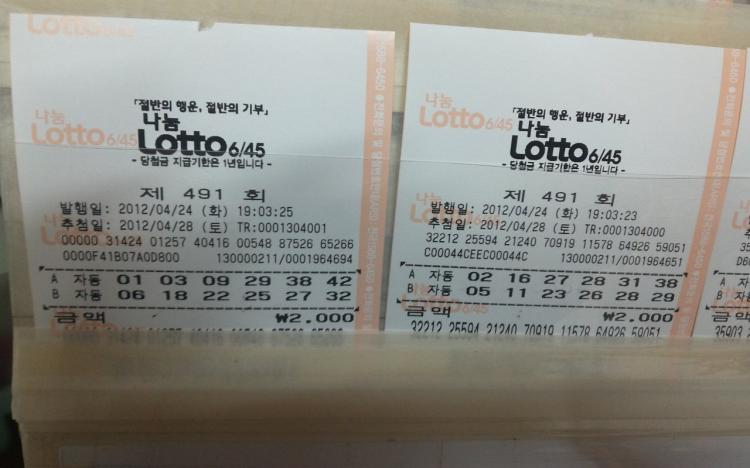 Lotto
「절반의 행운, 절반의 기부」
나눔
Lotto 6/45
나눔
Lotto 6/45
- 당첨금 지급기한은 1년입니다 -
제 491 회
발행일: 2012/04/24 (화) 19:03:25
추첨일: 2012/04/28 (토) TR:0001304001
00000 31424 01257 40416 00548 87526 65266
0000F41B07A0D800 130000211/0001964694
A 자동 01 03 09 29 38 42
B 자동 06 18 22 25 27 32
금액 ₩2,000
「절반의 행운, 절반의 기부」
나눔
Lotto 6/45
나눔
Lotto 6/45
- 당첨금 지급기한은 1년입니다 -
제 491 회
발행일: 2012/04/24 (화) 19:03:23
추첨일: 2012/04/28 (토) TR:0001304000
32212 25594 21240 70919 11578 64926 59051
C00044CEEC00044C 130000211/0001964651
A 자동 02 16 27 28 31 38
B 자동 05 11 23 26 28 29
금액 ₩2,000
32212 25594 21240 70919 11578 64926 59051
35903